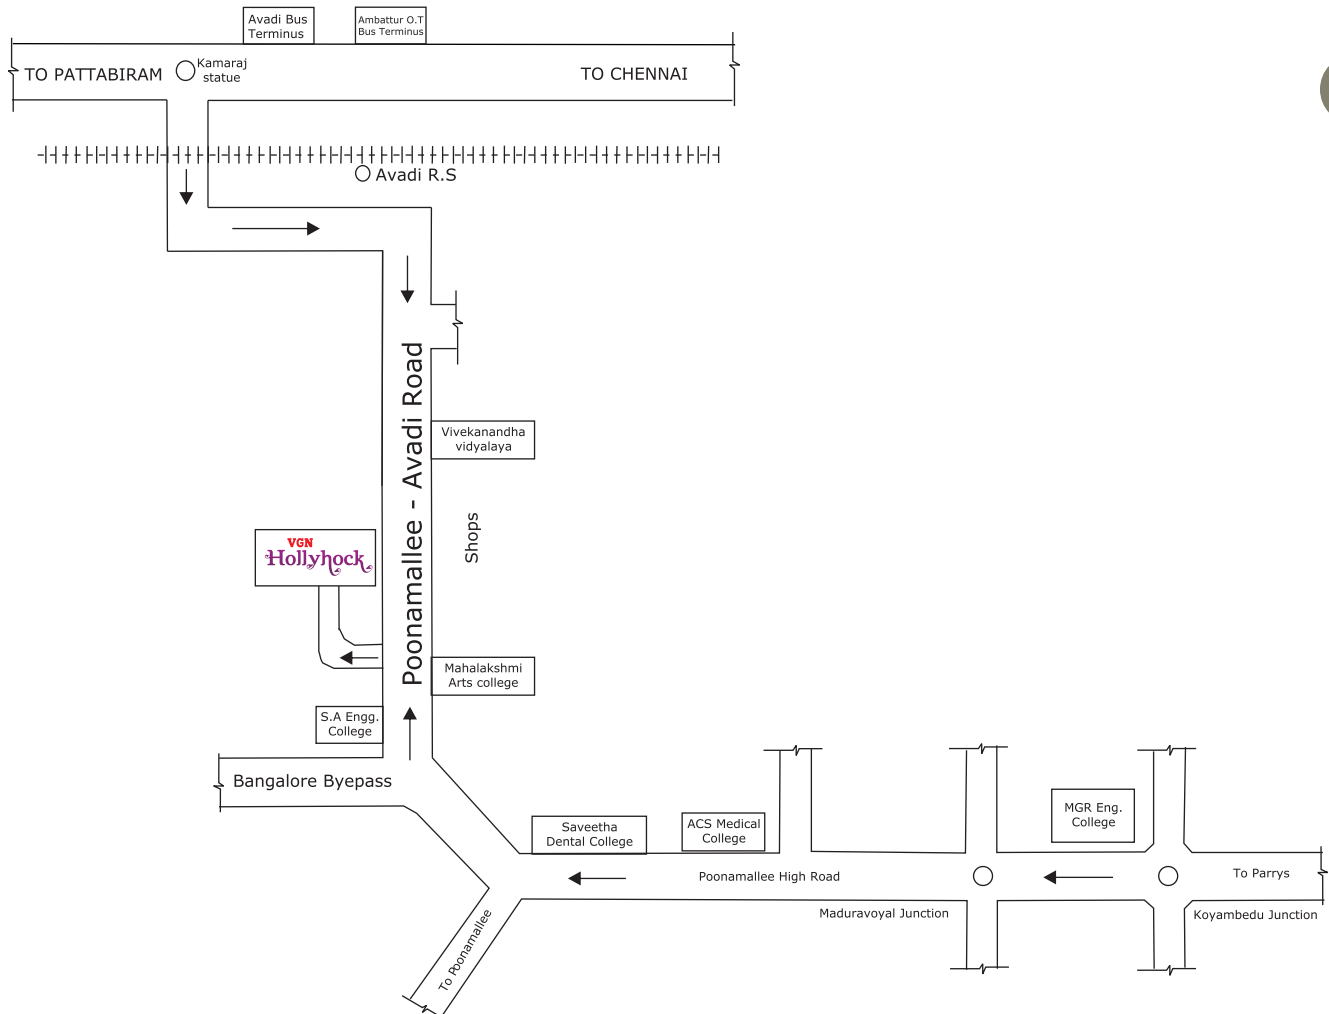 Avadi Bus
Terminus
Ambattur O.T
Bus Terminus
TO PATTABIRAM
Kamaraj
statue
TO CHENNAI
Avadi R.S
Poonamallee - Avadi Road
Vivekanandha
vidyalaya
Shops
VGN
Hollyhock
Mahalakshmi
Arts college
S.A Engg.
College
Bangalore Byepass
Saveetha
Dental College
ACS Medical
College
MGR Eng.
College
Poonamallee High Road
To Parrys
Maduravoyal Junction
Koyambedu Junction
To Poonamallee